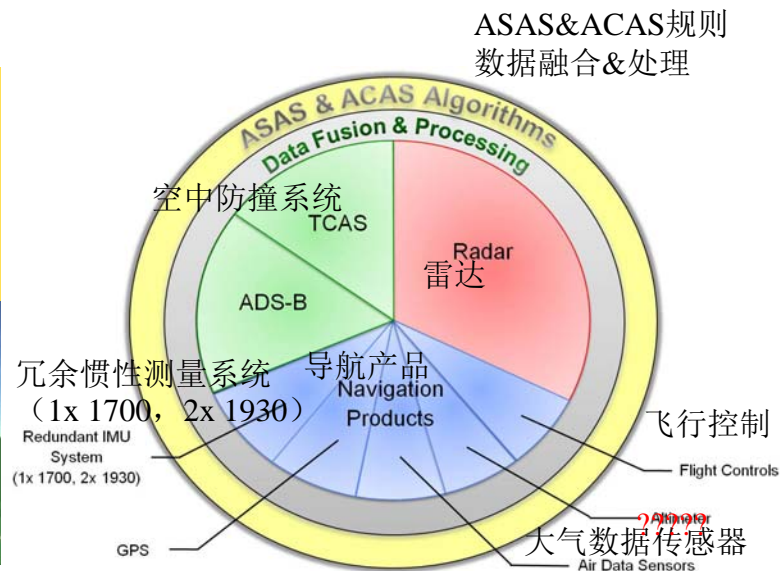 ASAS&ACAS规则
数据融合&处理
ASAS & ACAS Algorithms
Data Fusion & Processing
空中防撞系统
TCAS
Radar
雷达
ADS-B
冗余惯性测量系统
（1x 1700，2x 1930）
导航产品
Navigation
Products
Redundant IMU
System
(1x 1700, 2x 1930)
飞行控制
Flight Controls
Altimeter
大气数据传感器
GPS
Air Data Sensors